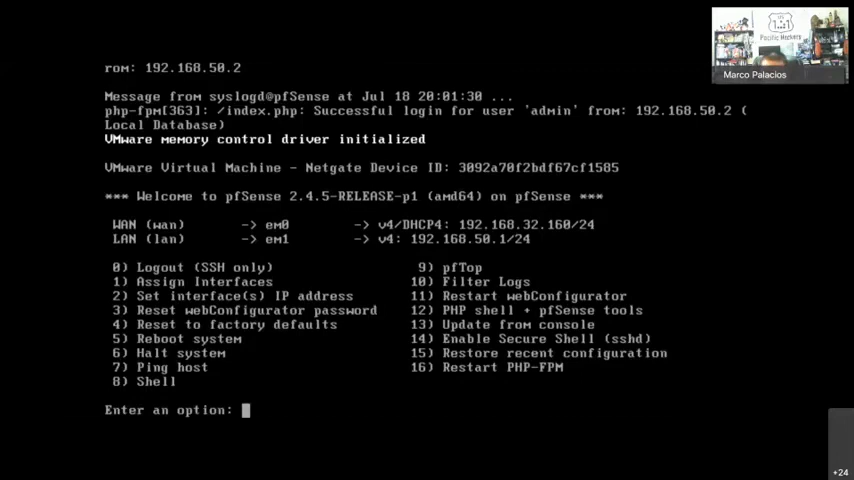 rom: 192.168.50.2
Message from syslogd@pfSense at Jul 18 20:01:30 ...
php-fpm[363]: /index.php: Successful login for user 'admin' from: 192.168.50.2 (
Local Database)
VMware memory control driver initialized
VMware Virtual Machine - Netgate Device ID: 3092a70f2bdf67cf1585
*** Welcome to pfSense 2.4.5-RELEASE-p1 (amd64) on pfSense ***
WAN (wan) -> em0 -> v4/DHCP4: 192.168.32.160/24
LAN (lan) -> em1 -> v4: 192.168.50.1/24
0) Logout (SSH only) 9) pfTop
1) Assign Interfaces 10) Filter Logs
2) Set interface(s) IP address 11) Restart webConfigurator
3) Reset webConfigurator password 12) PHP shell + pfSense tools
4) Reset to factory defaults 13) Update from console
5) Reboot system 14) Enable Secure Shell (sshd)
6) Halt system 15) Restore recent configuration
7) Ping host 16) Restart PHP-FPM
8) Shell
Enter an option:
Pacific Hackers
Marco Palacios
+24